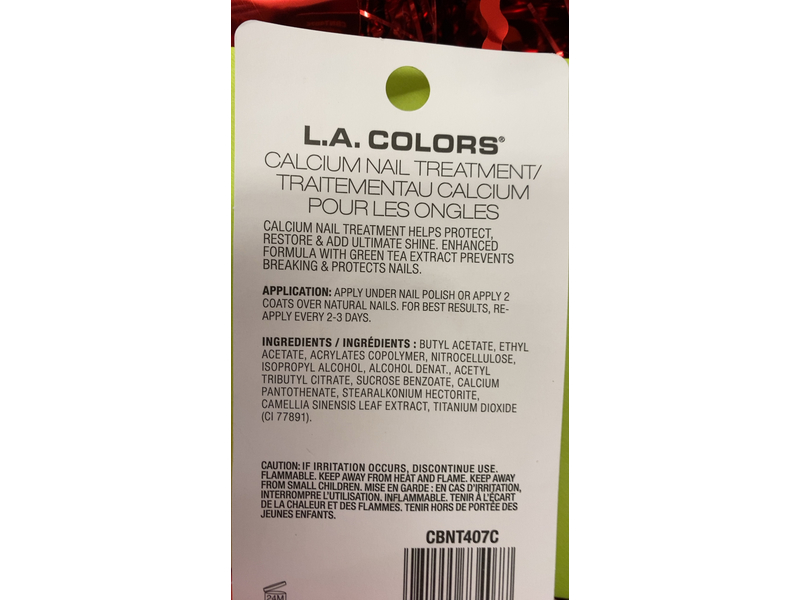 L.A. COLORS®
CALCIUM NAIL TREATMENT/
TRAITEMENTAU CALCIUM
POUR LES ONGLES
CALCIUM NAIL TREATMENT HELPS PROTECT,
RESTORE & ADD ULTIMATE SHINE. ENHANCED
FORMULA WITH GREEN TEA EXTRACT PREVENTS
BREAKING & PROTECTS NAILS.
APPLICATION: APPLY UNDER NAIL POLISH OR APPLY 2
COATS OVER NATURAL NAILS. FOR BEST RESULTS, RE-
APPLY EVERY 2-3 DAYS.
INGREDIENTS / INGRÉDIENTS : BUTYL ACETATE, ETHYL
ACETATE, ACRYLATES COPOLYMER, NITROCELLULOSE,
ISOPROPYL ALCOHOL, ALCOHOL DENAT., ACETYL
TRIBUTYL CITRATE, SUCROSE BENZOATE, CALCIUM
PANTOTHENATE, STEARALKONIUM HECTORITE,
CAMELLIA SINENSIS LEAF EXTRACT, TITANIUM DIOXIDE
(CI 77891).
CAUTION: IF IRRITATION OCCURS, DISCONTINUE USE.
FLAMMABLE. KEEP AWAY FROM HEAT AND FLAME. KEEP AWAY
FROM SMALL CHILDREN. MISE EN GARDE : EN CAS D'IRRITATION,
INTERROMPRE L'UTILISATION. INFLAMMABLE. TENIR À L'ÉCART
DE LA CHALEUR ET DES FLAMMES. TENIR HORS DE PORTÉE DES
JEUNES ENFANTS.
CBNT407C
24M